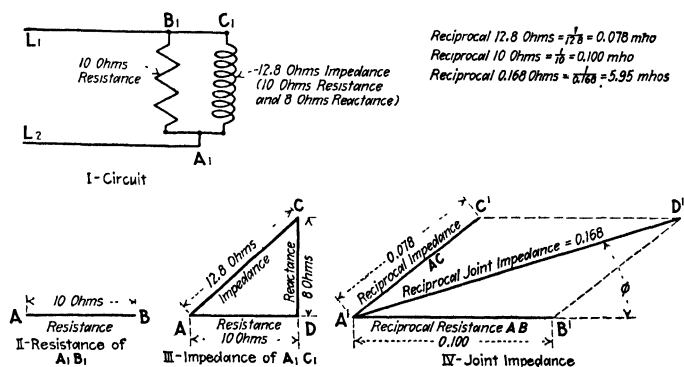 B₁
C₁
L₁
10 Ohms
Resistance
12.8 Ohms Impedance
(10 Ohms Resistance
and 8 Ohms Reactance)
L₂
A₁
I-Circuit
Reciprocal 12.8 Ohms = 1/12.8 = 0.078 mho
Reciprocal 10 Ohms = 1/10 = 0.100 mho
Reciprocal 0.168 Ohms = 1/0.168 = 5.95 mhos
10 Ohms
A
B
Resistance
II-Resistance of
A₁ B₁
C
12.8 Ohms
Impedance
Reactance
8 Ohms
A
D
Resistance
10 Ohms
III-Impedance of A₁ C₁
C'
D'
0.078
Reciprocal Impedance
AC
Reciprocal Joint Impedance = 0.168
ø
A'
B'
Reciprocal Resistance AB
0.100
IV-Joint Impedance